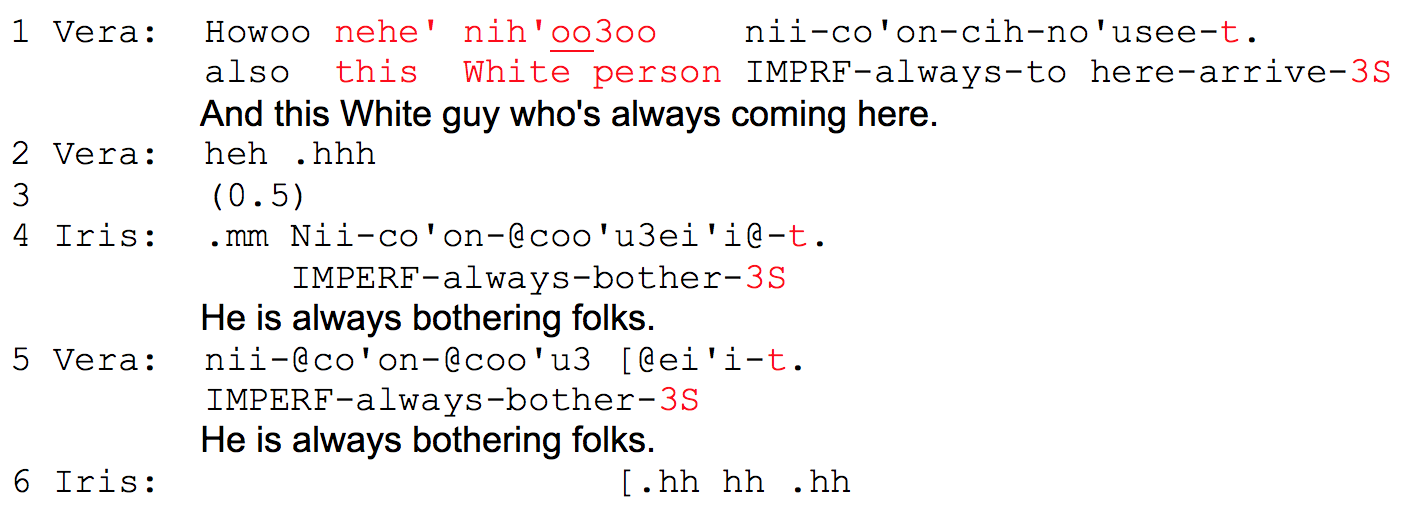 1 Vera: Howoo nehe' nih'oo3oo nii-co'on-cih-no'usee-t.
also this White person IMPRF-always-to here-arrive-3S
And this White guy who's always coming here.
2 Vera: heh .hhh
3 (0.5)
4 Iris: .mm Nii-co'on-@coo'u3ei'i@-t.
IMPERF-always-bother-3S
He is always bothering folks.
5 Vera: nii-@co'on-@coo'u3 [@ei'i-t.
IMPERF-always-bother-3S
He is always bothering folks.
6 Iris: [.hh hh .hh